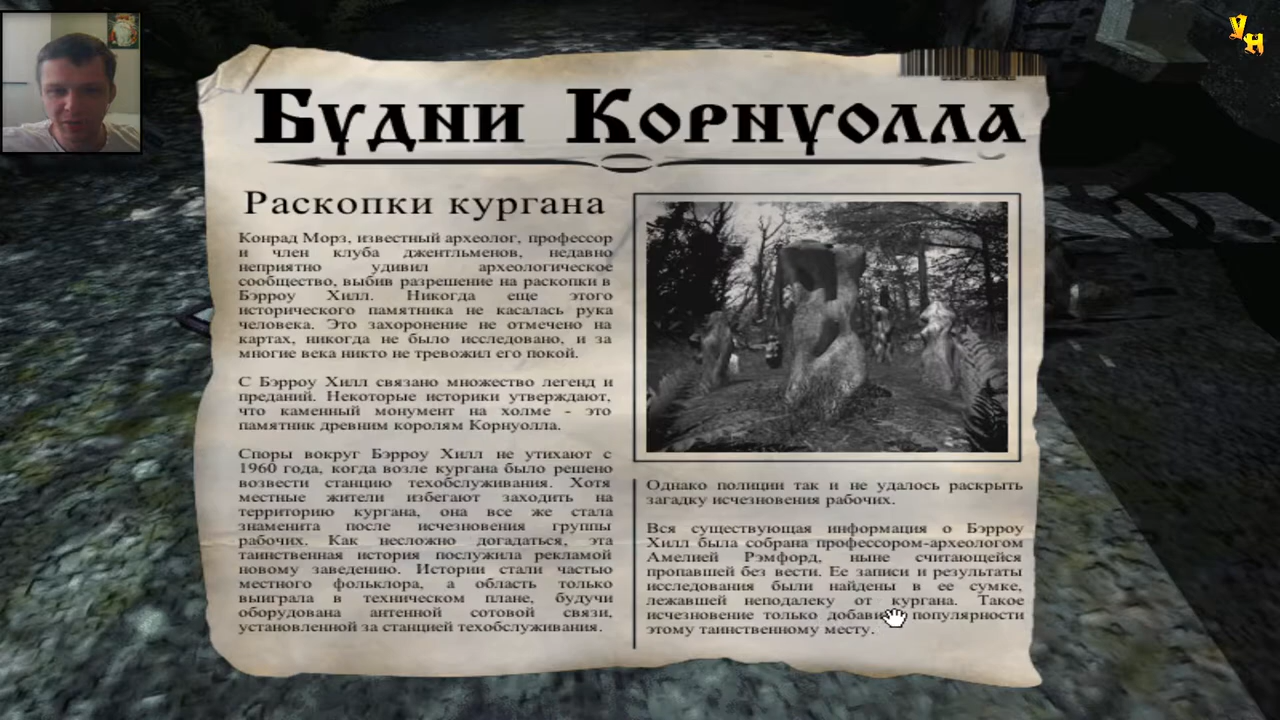 УН
Будни Корнуолла
Раскопки кургана
Конрад Морз, известный археолог, профессор
и член клуба джентльменов, недавно
неприятно удивил археологическое
сообщество, выбив разрешение на раскопки в
Бэрроу Хилл. Никогда еще этого
исторического памятника не касалась рука
человека. Это захоронение не отмечено на
картах, никогда не было исследовано, и за
многие века никто не тревожил его покой.
С Бэрроу Хилл связано множество легенд и
преданий. Некоторые историки утверждают,
что каменный монумент на холме - это
памятник древним королям Корнуолла.
Споры вокруг Бэрроу Хилл не утихают с
1960 года, когда возле кургана было решено
возвести станцию техобслуживания. Хотя
местные жители избегают заходить на
территорию кургана, она все же стала
знаменита после исчезновения группы
рабочих. Как несложно догадаться, эта
таинственная история послужила рекламой
новому заведению. Истории стали частью
местного фольклора, а область только
выиграла в техническом плане, будучи
оборудована антенной сотовой связи,
установленной за станцией техобслуживания.
Однако полиции так и не удалось раскрыть
загадку исчезновения рабочих.
Вся существующая информация о Бэрроу
Хилл была собрана профессором-археологом
Амелией Рэмфорд, ныне считающейся
пропавшей без вести. Ее записи и результаты
исследования были найдены в ее сумке,
лежавшей неподалеку от кургана. Такое
исчезновение только популярности
этому таинственному месту.